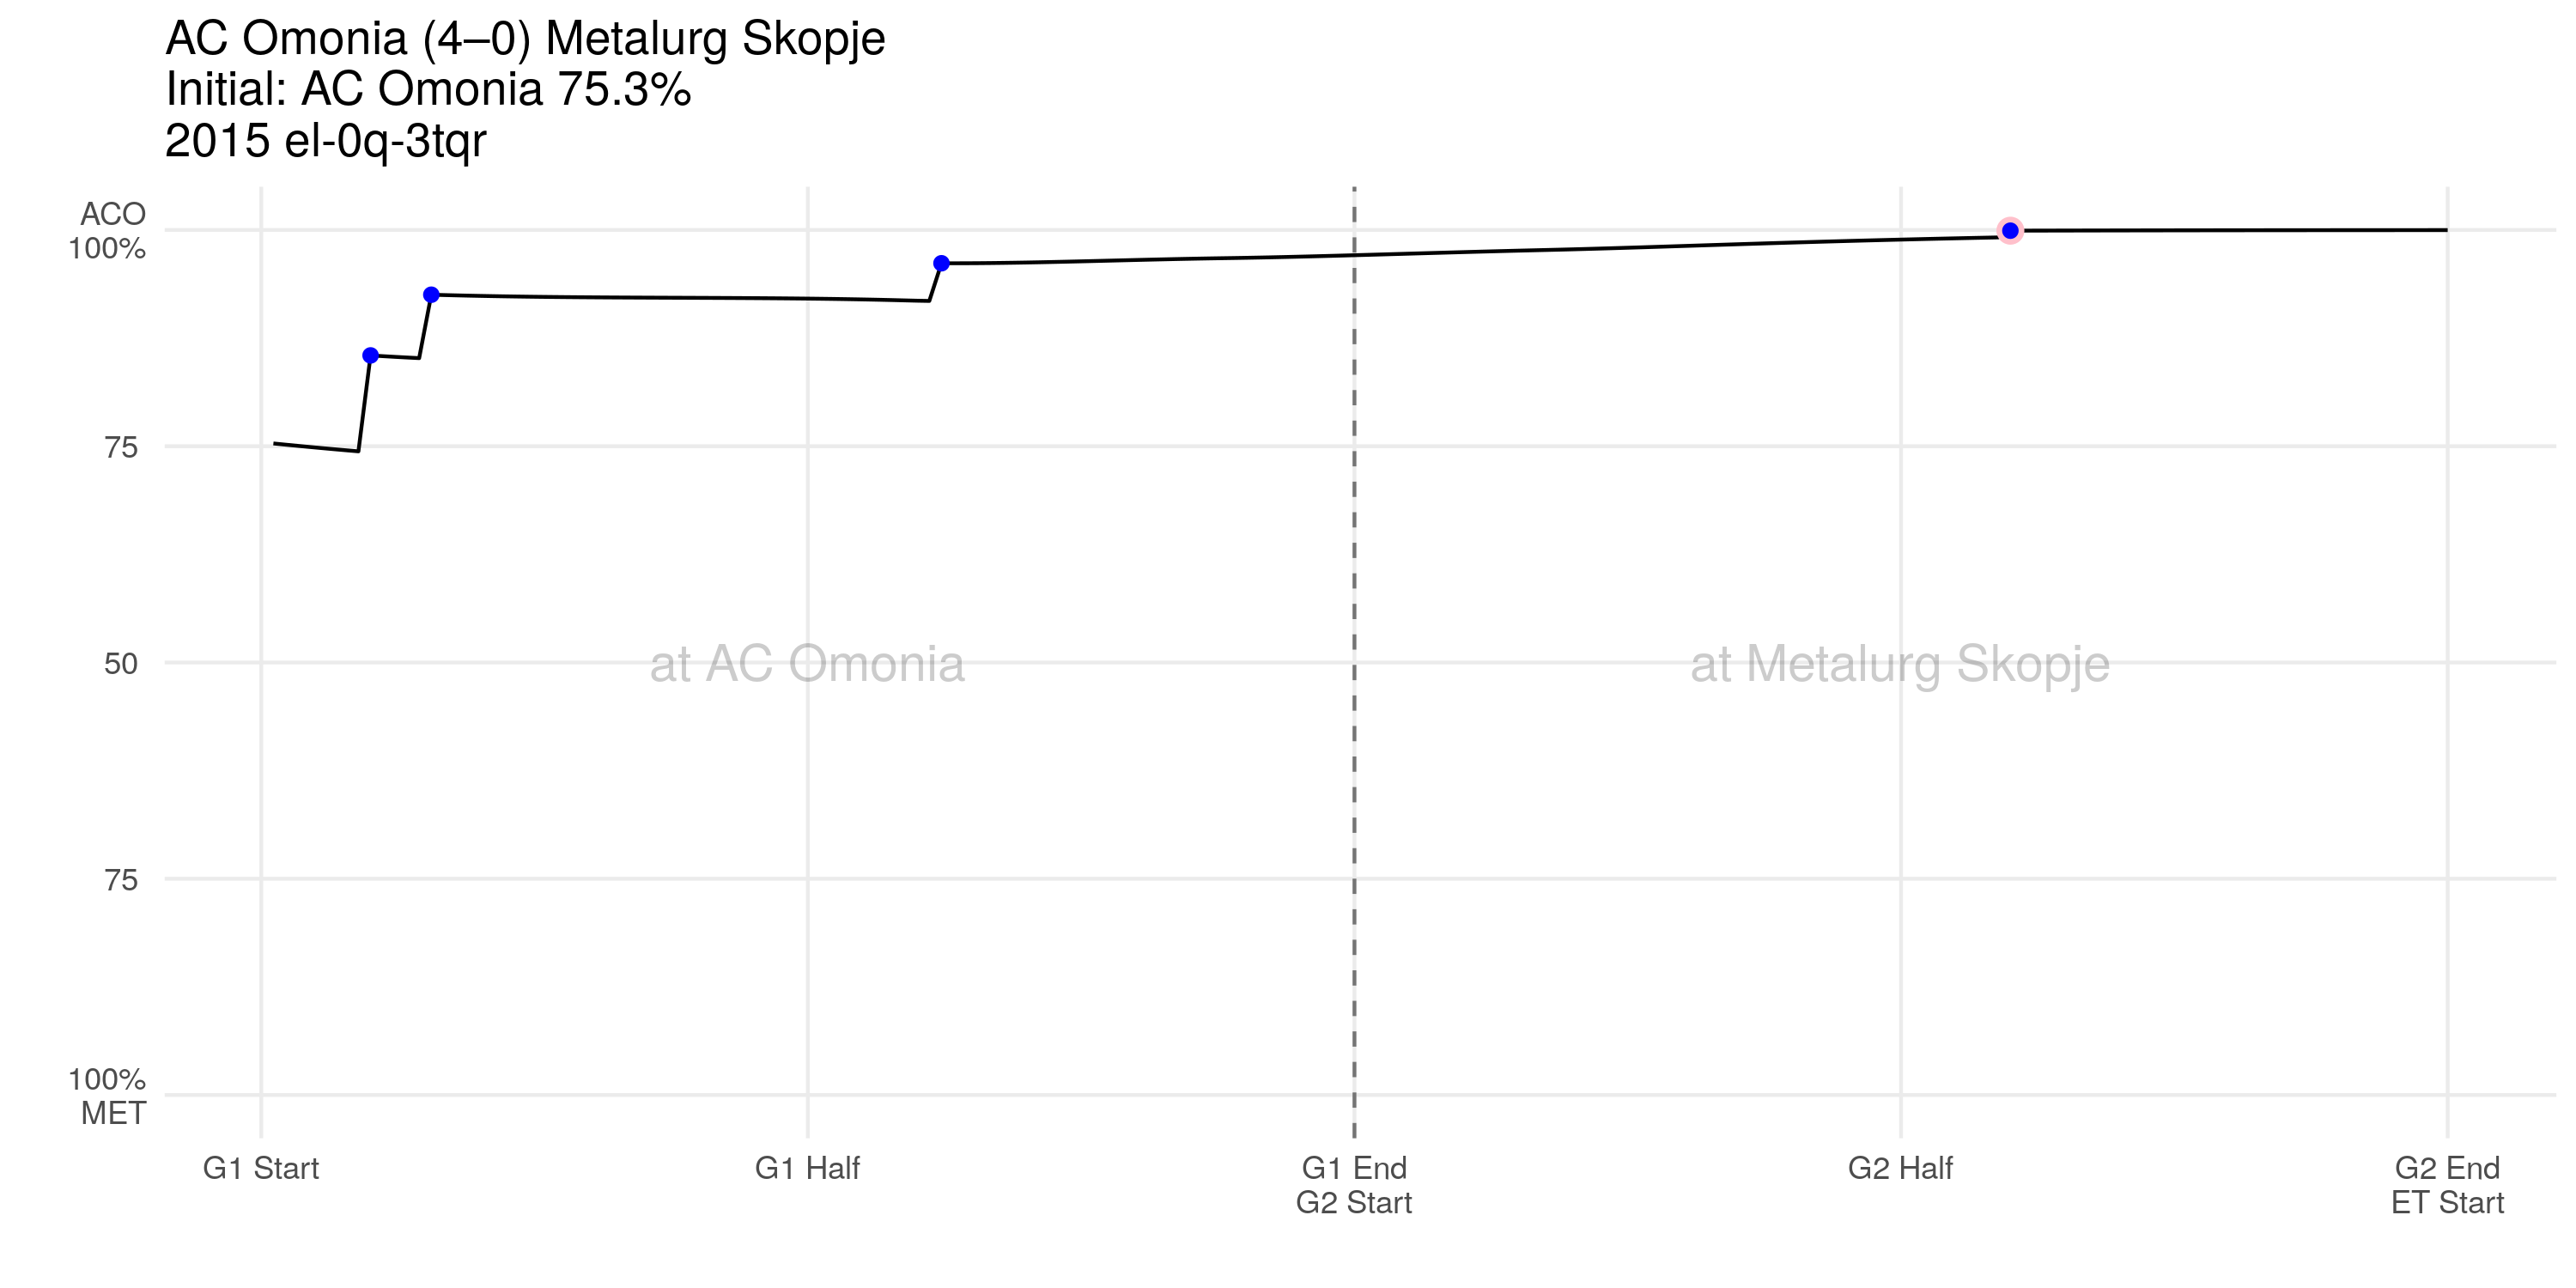 AC Omonia (4–0) Metalurg Skopje
Initial: AC Omonia 75.3%
2015 el-0q-3tqr
ACO
100%
75
50
75
100%
MET
at AC Omonia
at Metalurg Skopje
G1 Start
G1 Half
G1 End
G2 Start
G2 Half
G2 End
ET Start